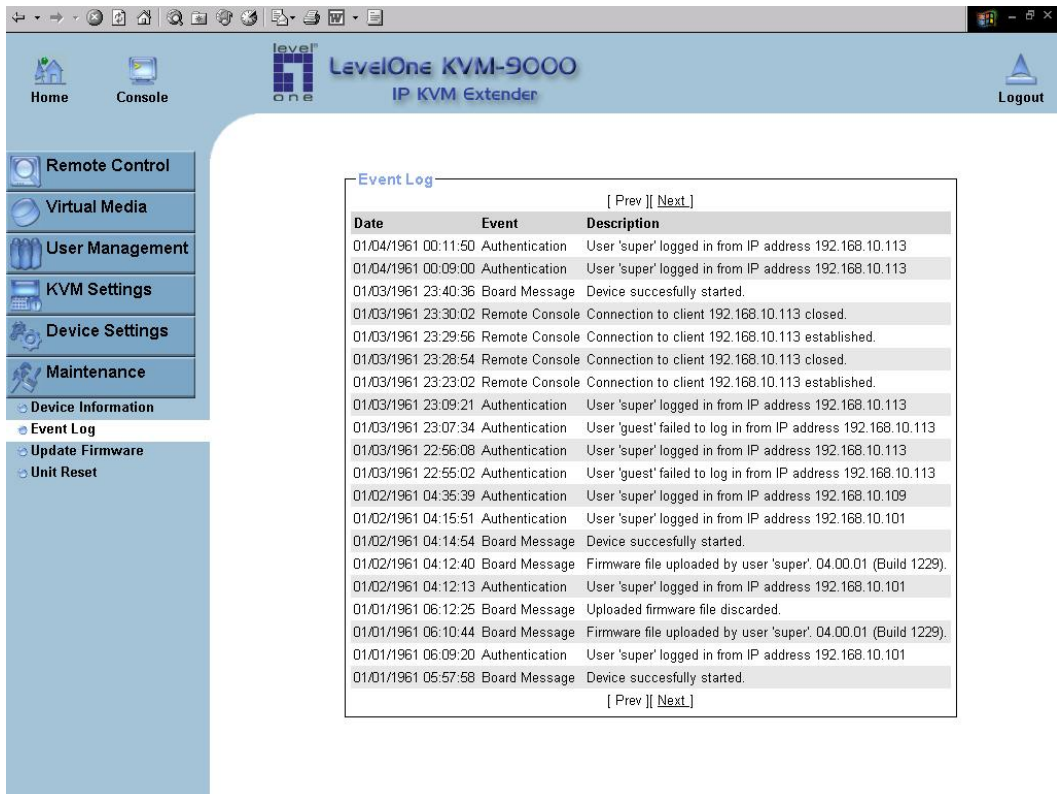 level®
one
LevelOne KVM-9000
IP KVM Extender
Home
Console
Logout
Remote Control
Virtual Media
User Management
KVM Settings
Device Settings
Maintenance
Device Information
Event Log
Update Firmware
Unit Reset
Event Log
[ Prev ][ Next ]
Date Event Description
01/04/1961 00:11:50 Authentication User 'super' logged in from IP address 192.168.10.113
01/04/1961 00:09:00 Authentication User 'super' logged in from IP address 192.168.10.113
01/03/1961 23:40:36 Board Message Device succesfully started.
01/03/1961 23:30:02 Remote Console Connection to client 192.168.10.113 closed.
01/03/1961 23:29:56 Remote Console Connection to client 192.168.10.113 established.
01/03/1961 23:28:54 Remote Console Connection to client 192.168.10.113 closed.
01/03/1961 23:23:02 Remote Console Connection to client 192.168.10.113 established.
01/03/1961 23:09:21 Authentication User 'super' logged in from IP address 192.168.10.113
01/03/1961 23:07:34 Authentication User 'guest' failed to log in from IP address 192.168.10.113
01/03/1961 22:56:08 Authentication User 'super' logged in from IP address 192.168.10.113
01/03/1961 22:55:02 Authentication User 'guest' failed to log in from IP address 192.168.10.113
01/02/1961 04:35:39 Authentication User 'super' logged in from IP address 192.168.10.109
01/02/1961 04:15:51 Authentication User 'super' logged in from IP address 192.168.10.101
01/02/1961 04:14:54 Board Message Device succesfully started.
01/02/1961 04:12:40 Board Message Firmware file uploaded by user 'super'. 04.00.01 (Build 1229).
01/02/1961 04:12:13 Authentication User 'super' logged in from IP address 192.168.10.101
01/01/1961 06:12:25 Board Message Uploaded firmware file discarded.
01/01/1961 06:10:44 Board Message Firmware file uploaded by user 'super'. 04.00.01 (Build 1229).
01/01/1961 06:09:20 Authentication User 'super' logged in from IP address 192.168.10.101
01/01/1961 05:57:58 Board Message Device succesfully started.
[ Prev ][ Next ]